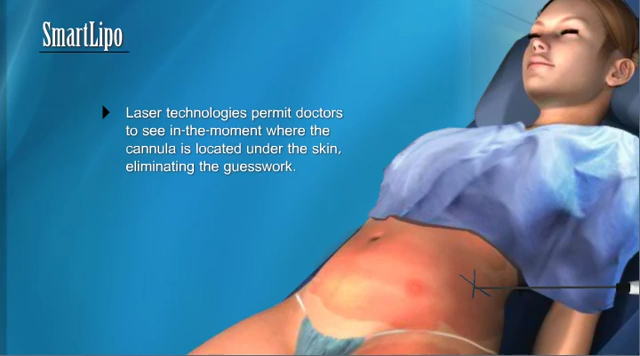 SmartLipo
Laser technologies permit doctors
to see in-the-moment where the
cannula is located under the skin,
eliminating the guesswork.